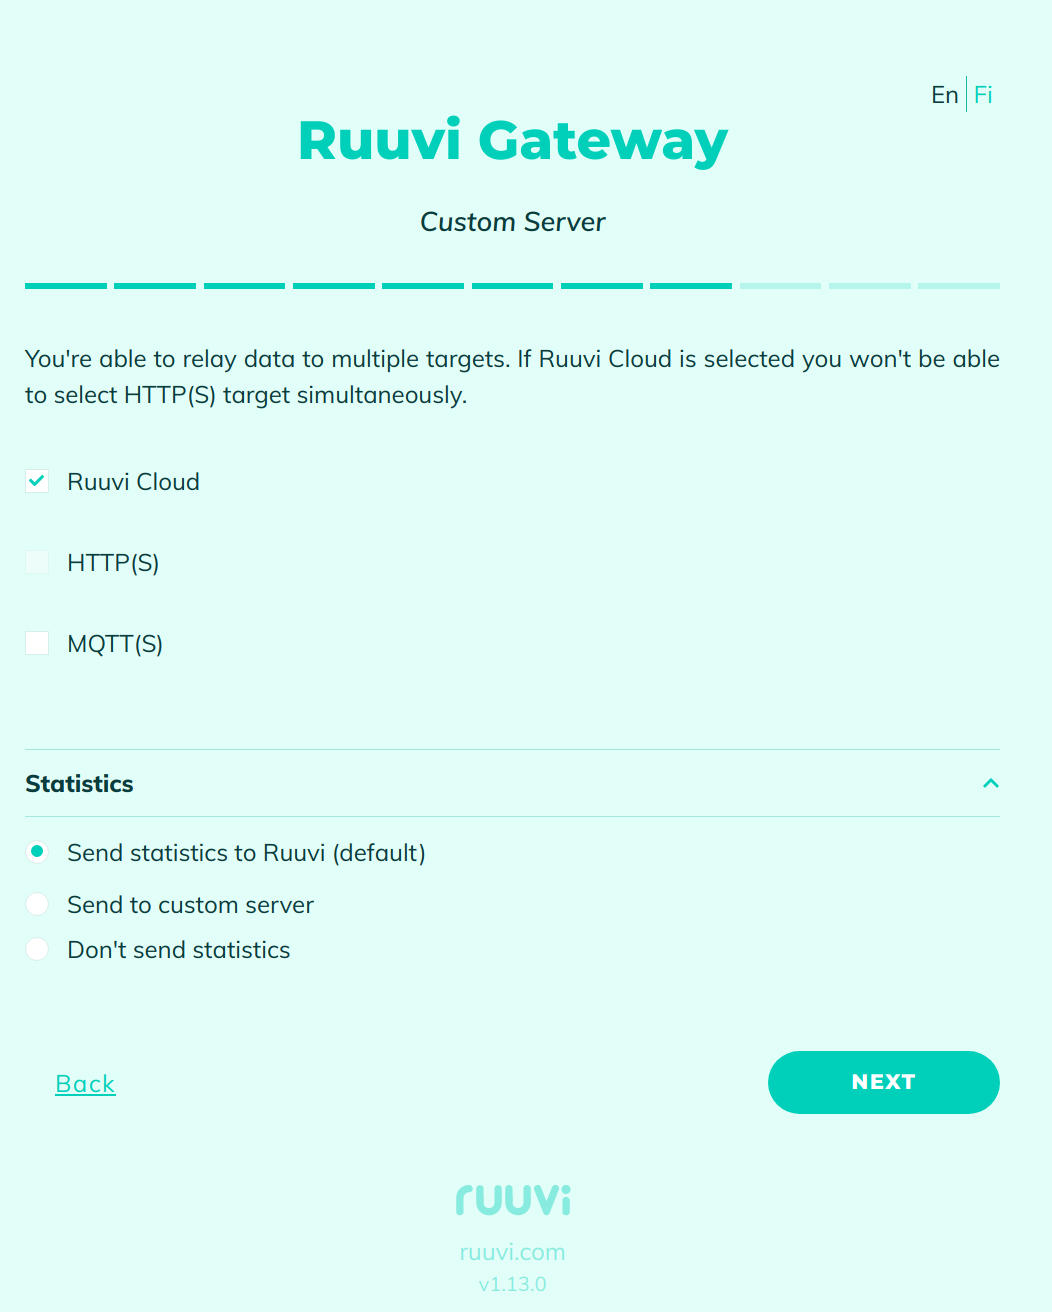 En Fi
Ruuvi Gateway
Custom Server
You're able to relay data to multiple targets. If Ruuvi Cloud is selected you won't be able
to select HTTP(S) target simultaneously.
Ruuvi Cloud
HTTP(S)
MQTT(S)
Statistics
Send statistics to Ruuvi (default)
Send to custom server
Don't send statistics
Back
NEXT
ruuvi
ruuvi.com
v1.13.0